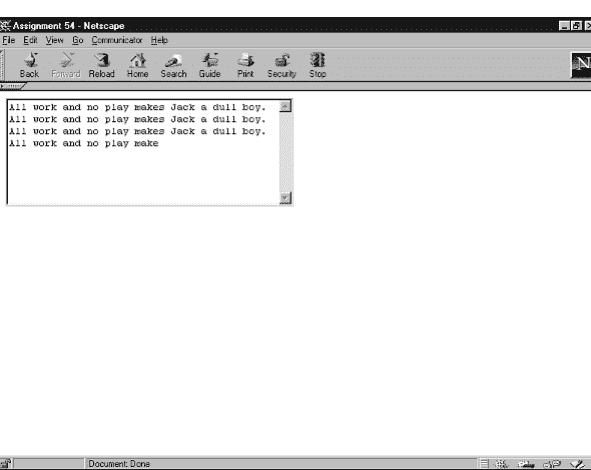 Assignment 54 - Netscape
File Edit View Go Communicator Help
Back Forward Reload Home Search Guide Print Security Stop
N
All work and no play makes Jack a dull boy.
All work and no play makes Jack a dull boy.
All work and no play makes Jack a dull boy.
All work and no play make
Document: Done